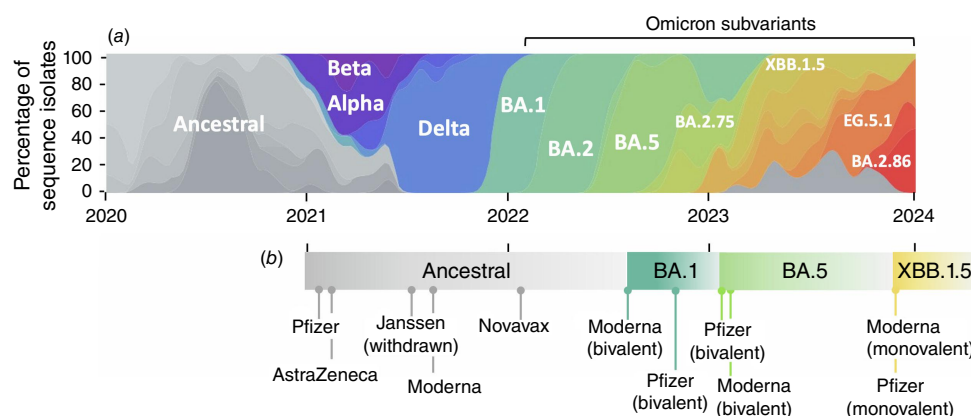 Omicron subvariants
(a)
Percentage of
sequence isolates
100
80
60
40
20
0
Ancestral
Beta
Alpha
Delta
BA.1
BA.2
BA.5
BA.2.75
XBB.1.5
EG.5.1
BA.2.86
2020
2021
2022
2023
2024
(b)
Ancestral
BA.1
BA.5
XBB.1.5
Pfizer
AstraZeneca
Janssen
(withdrawn)
Moderna
Novavax
Moderna
(bivalent)
Pfizer
(bivalent)
Pfizer
(bivalent)
Moderna
(bivalent)
Moderna
(monovalent)
Pfizer
(monovalent)